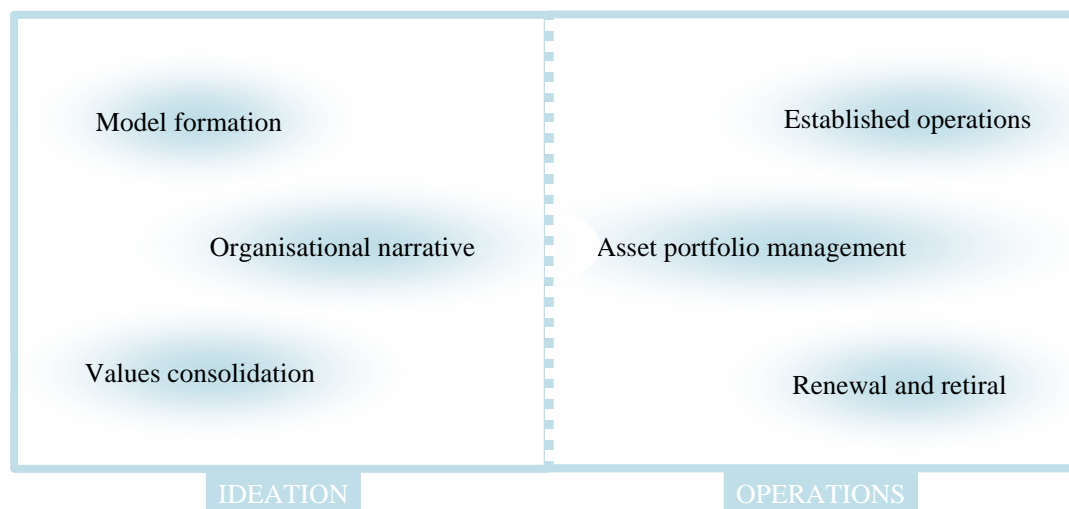 Model formation
Organisational narrative
Values consolidation
IDEATION
Established operations
Asset portfolio management
Renewal and retiral
OPERATIONS